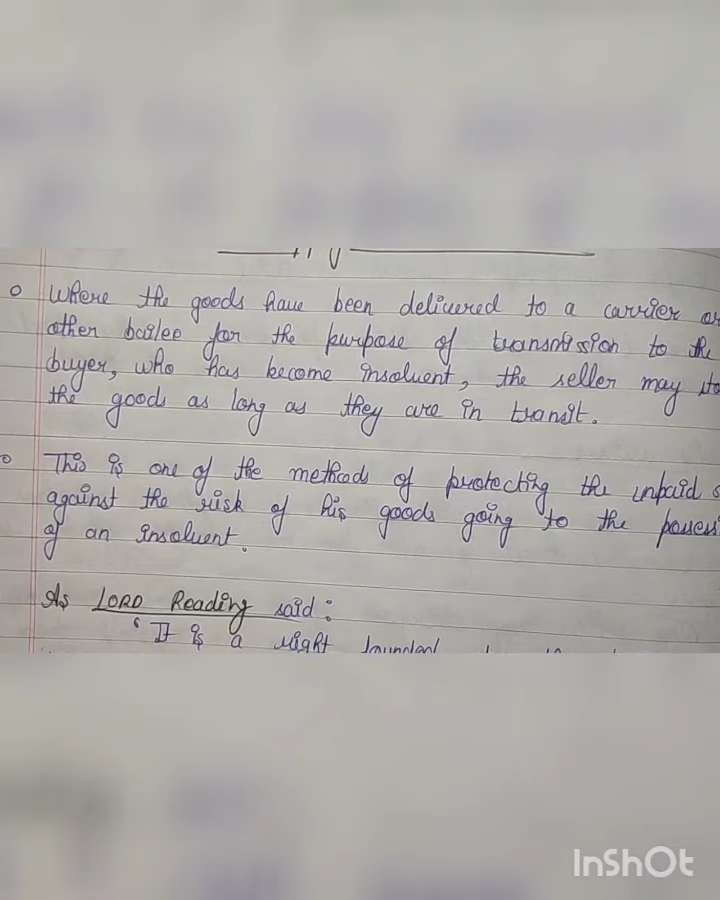 Where the goods have been delivered to a carrier or
other bailee for the purpose of transmission to the
buyer, who has become insolvent, the seller may
the goods as long as they are in transit.
This is one of the methods of protecting the unpaid
against the risk of his goods going to the
of an insolvent.
As LORD Reading said:
"It is a right
InShOt